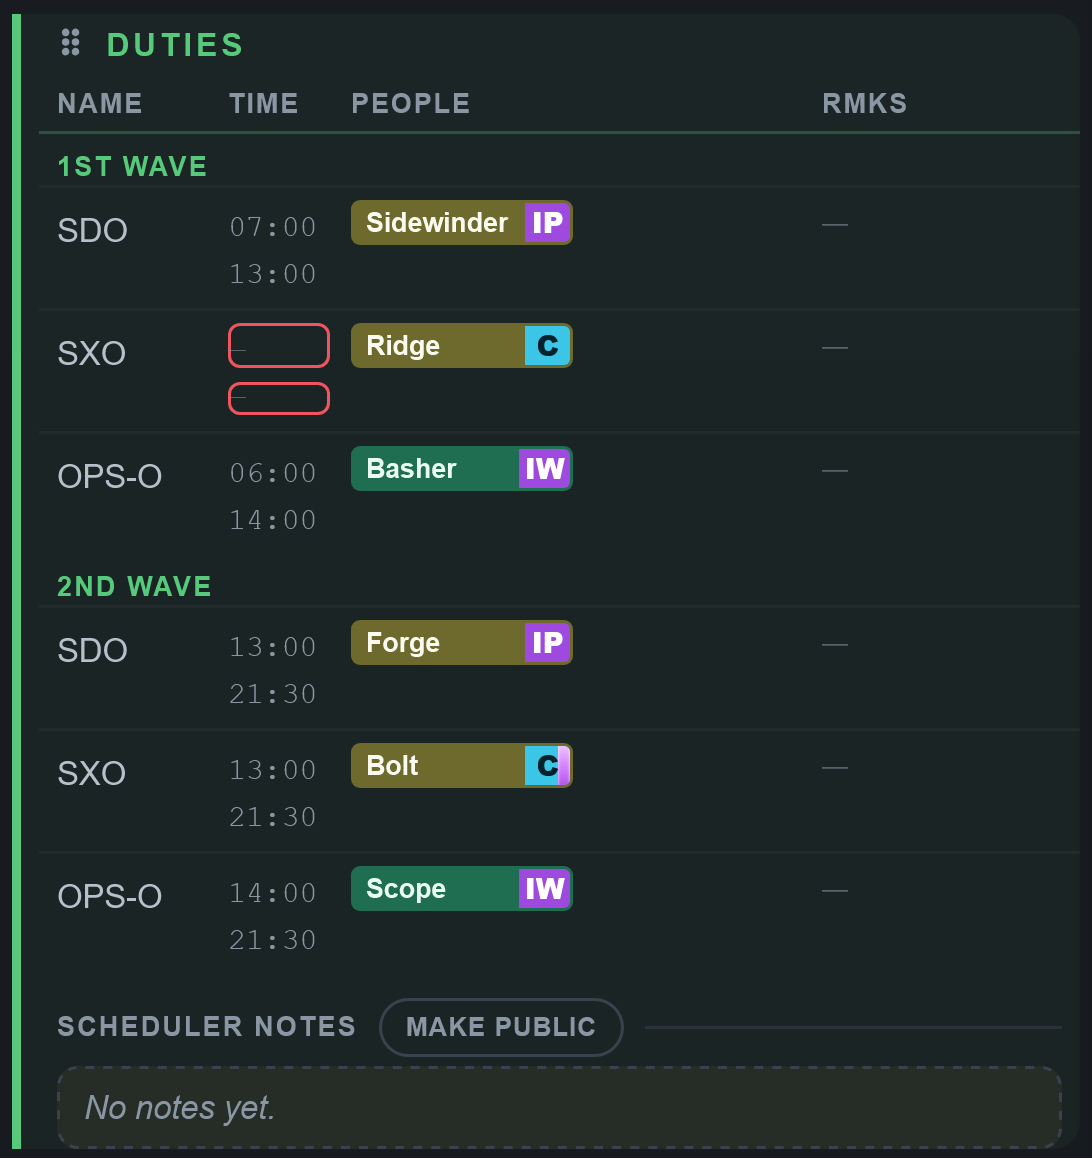 DUTIES
NAME TIME PEOPLE RMKS
1ST WAVE
SDO 07:00 Sidewinder IP —
13:00
SXO — Ridge C —
—
OPS-O 06:00 Basher IW —
14:00
2ND WAVE
SDO 13:00 Forge IP —
21:30
SXO 13:00 Bolt C —
21:30
OPS-O 14:00 Scope IW —
21:30
SCHEDULER NOTES MAKE PUBLIC
No notes yet.